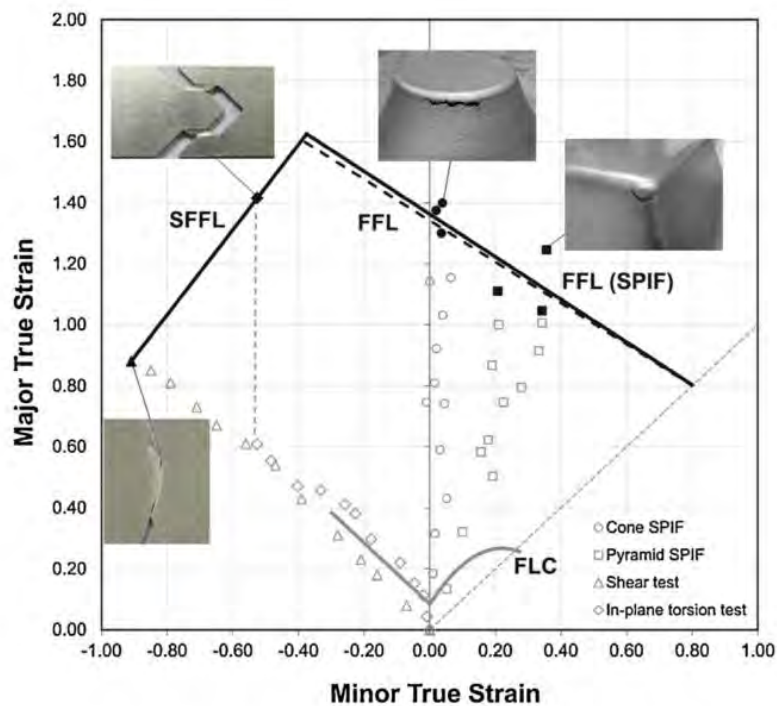 2.00
1.80
1.60
1.40
1.20
1.00
0.80
0.60
0.40
0.20
0.00
Major True Strain
SFFL
FFL
FFL (SPIF)
FLC
Cone SPIF
Pyramid SPIF
Shear test
In-plane torsion test
-1.00 -0.80 -0.60 -0.40 -0.20 0.00 0.20 0.40 0.60 0.80 1.00
Minor True Strain